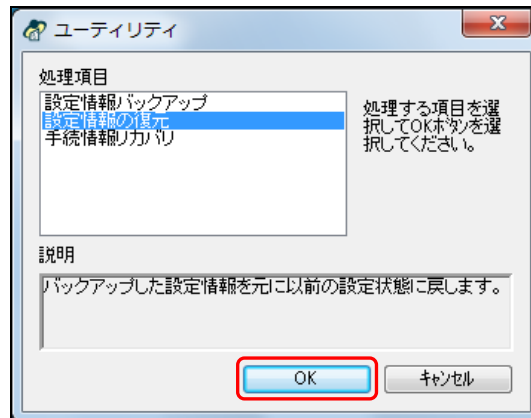 ユーティリティ
処理項目
設定情報バックアップ
設定情報の復元
手続情報リカバリ
処理する項目を選
択してOKボタンを選
択してください。
説明
バックアップした設定情報を元に以前の設定状態に戻します。
OK
キャンセル